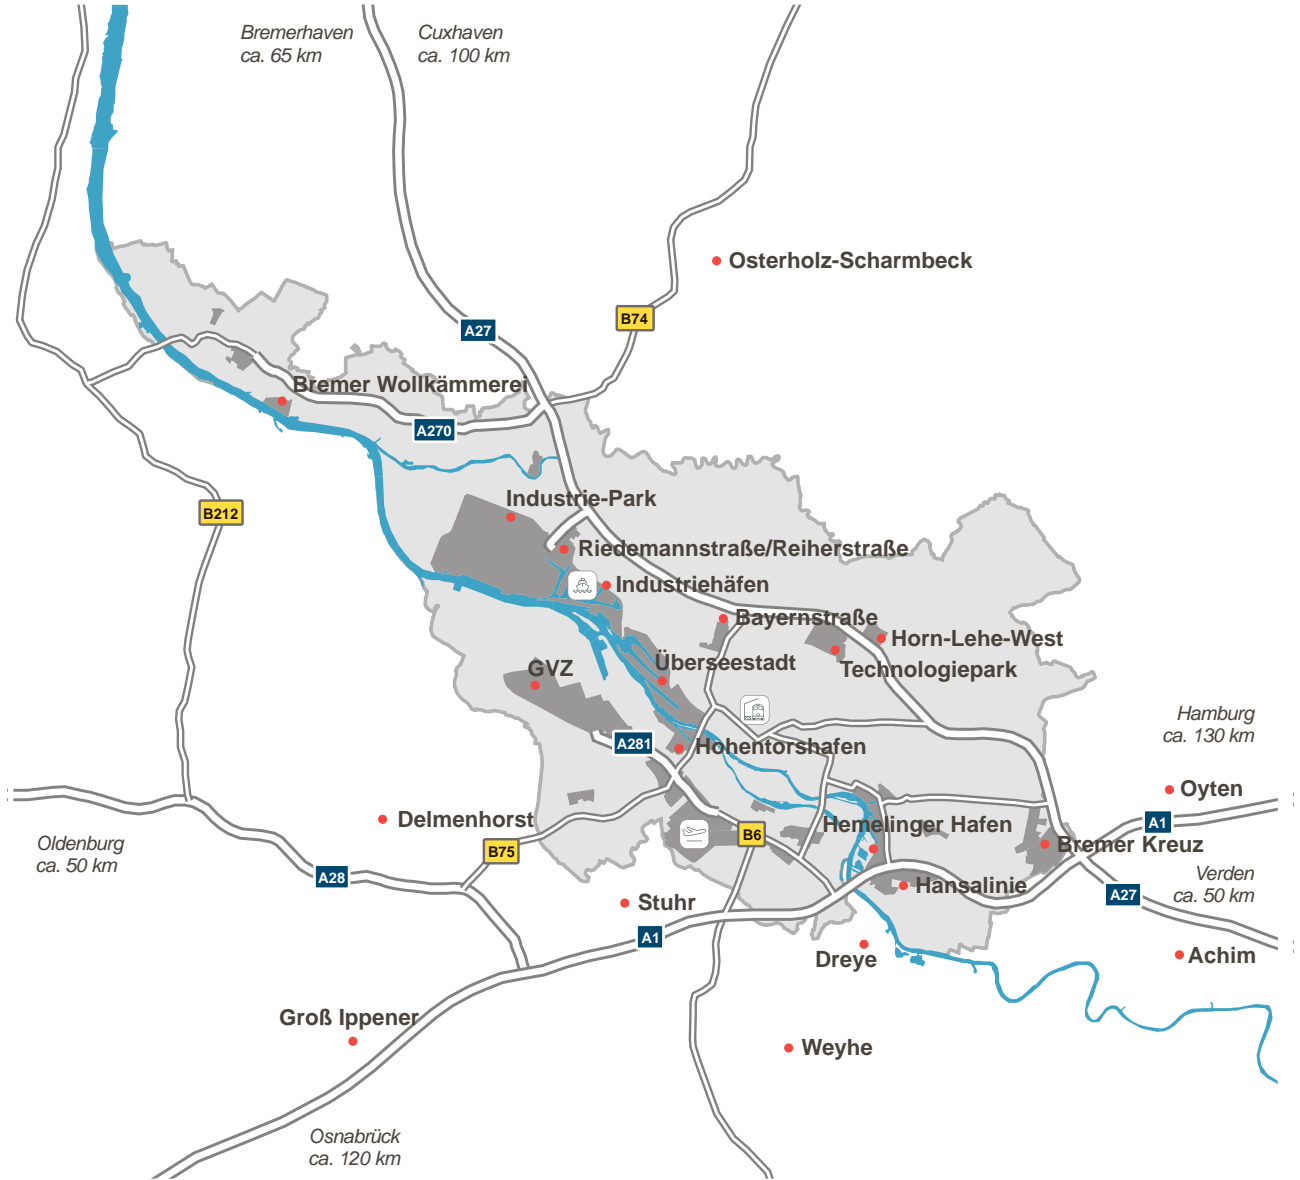 Bremerhaven
ca. 65 km
Cuxhaven
ca. 100 km
Osterholz-Scharmbeck
B74
A27
Bremer Wollkämmerei
A270
Industrie-Park
B212
Riedemannstraße/Reiherstraße
Industriehäfen
Bayernstraße
Horn-Lehe-West
Überseestadt
Technologiepark
GVZ
Hamburg
ca. 130 km
A281
Hohentorshafen
Oyten
Delmenhorst
A1
Hemelinger Hafen
B6
Oldenburg
ca. 50 km
B75
Bremer Kreuz
A28
Verden
ca. 50 km
Hansalinie
A27
Stuhr
A1
Dreye
Achim
Groß Ippener
Weyhe
Osnabrück
ca. 120 km